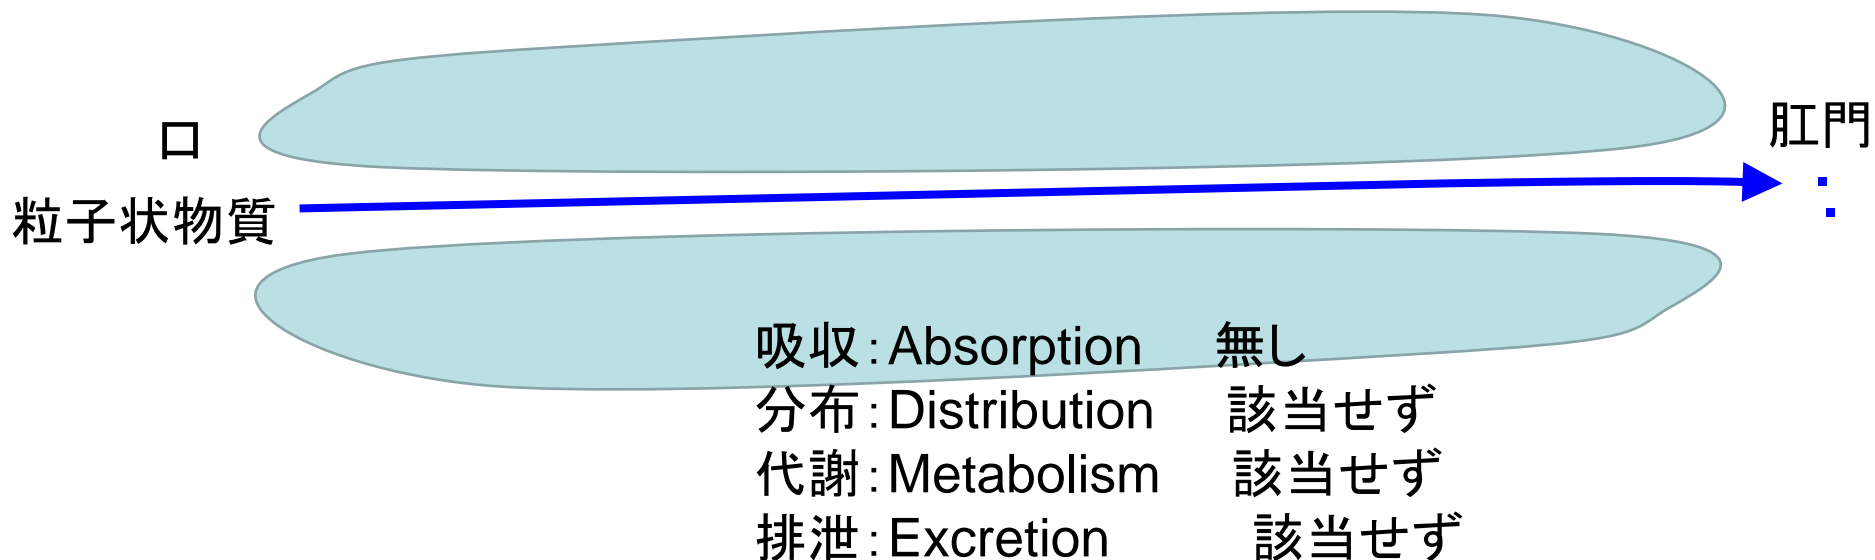 口
肛門
粒子状物質
吸収:Absorption 無し
分布:Distribution 該当せず
代謝:Metabolism 該当せず
排泄:Excretion 該当せず